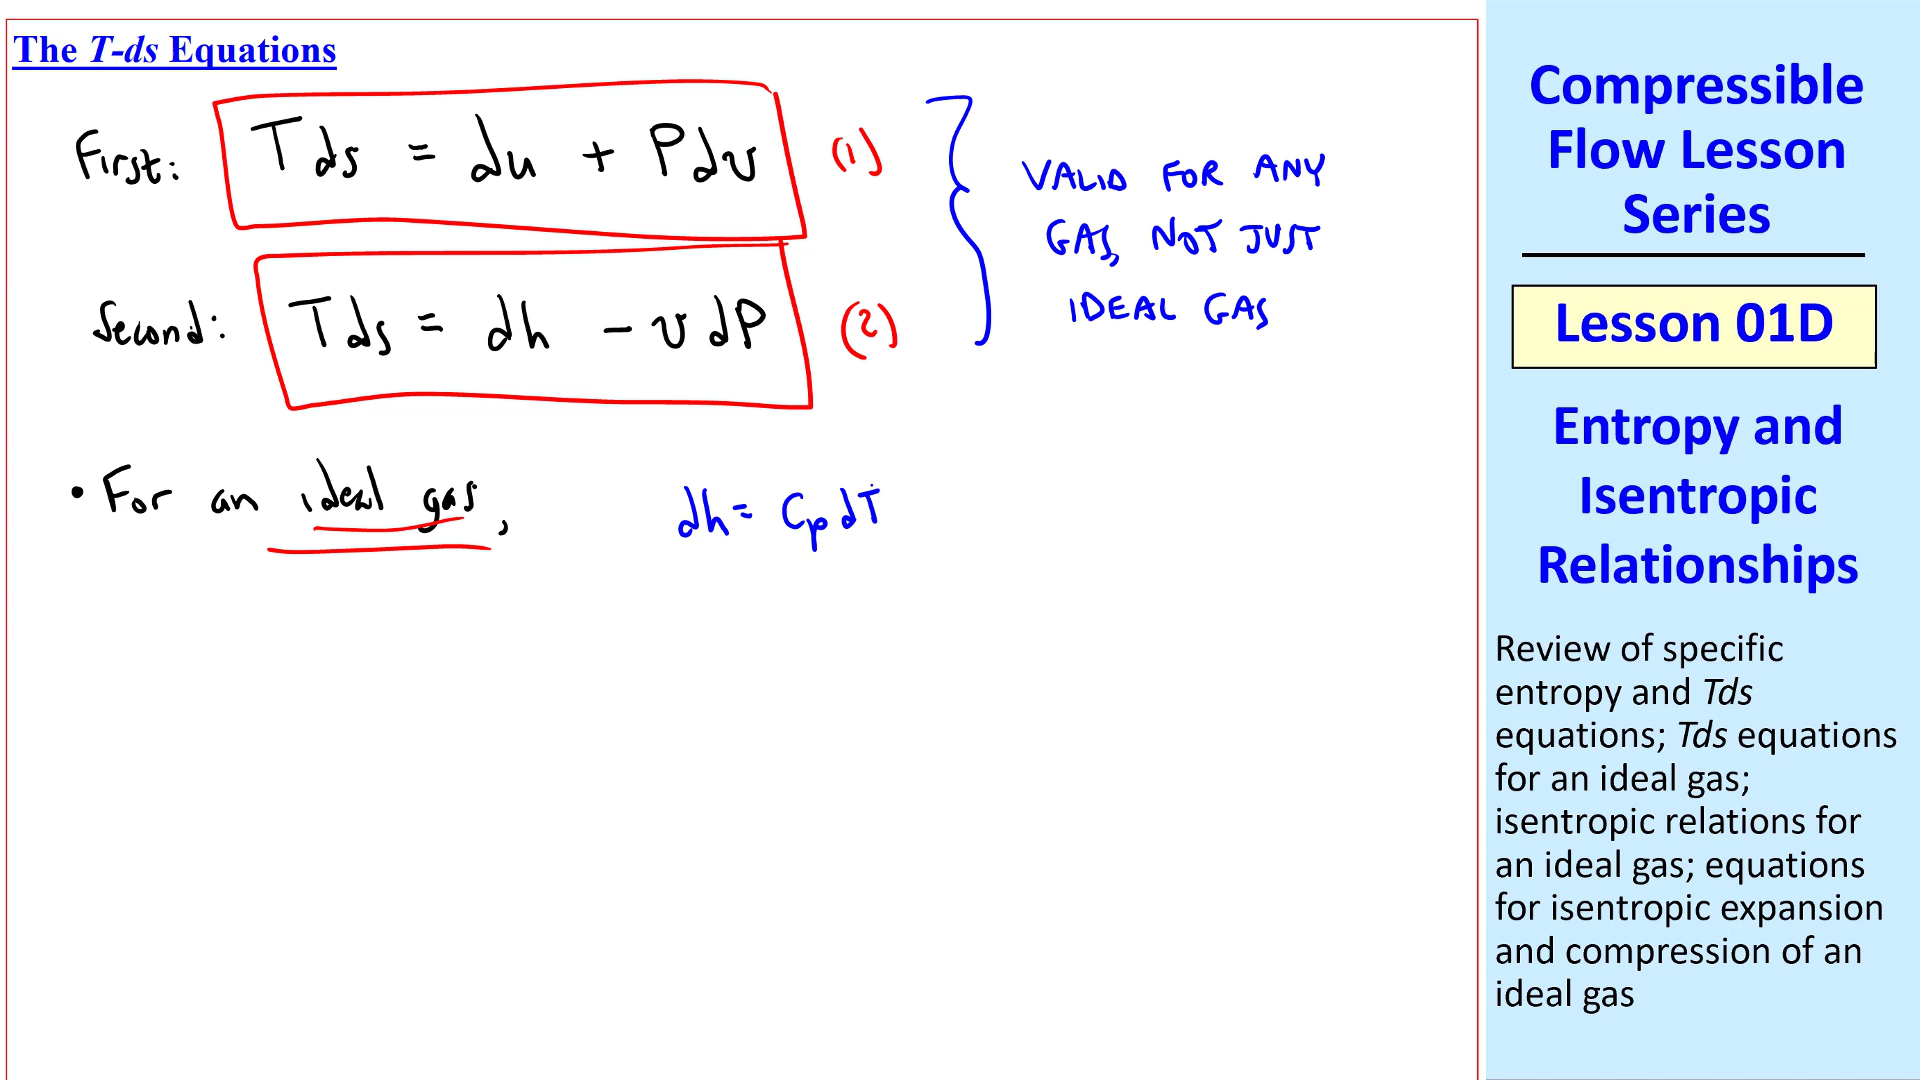 The T-ds Equations
First: Tds = du + Pdv (1)
Second: Tds = dh - vdP (2)
VALID FOR ANY
GAS, NOT JUST
IDEAL GAS
• For an ideal gas, dh = CpdT
Compressible
Flow Lesson
Series
Lesson 01D
Entropy and
Isentropic
Relationships
Review of specific
entropy and Tds
equations; Tds equations
for an ideal gas;
isentropic relations for
an ideal gas; equations
for isentropic expansion
and compression of an
ideal gas